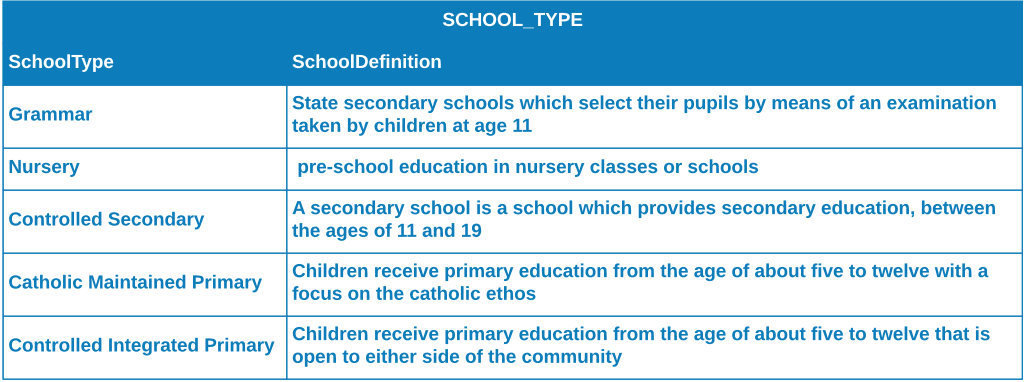 SCHOOL_TYPE
SchoolType SchoolDefinition
Grammar
State secondary schools which select their pupils by means of an examination
taken by children at age 11
Nursery
pre-school education in nursery classes or schools
Controlled Secondary
A secondary school is a school which provides secondary education, between
the ages of 11 and 19
Catholic Maintained Primary
Children receive primary education from the age of about five to twelve with a
focus on the catholic ethos
Controlled Integrated Primary
Children receive primary education from the age of about five to twelve that is
open to either side of the community